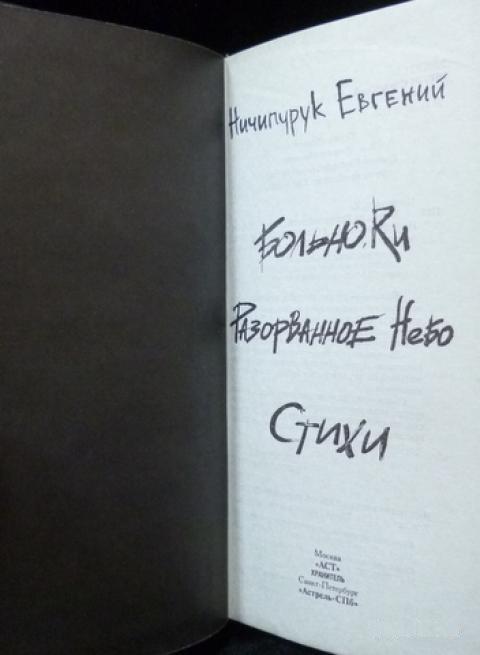 Ничипурук Евгений
Больно.Ru
Разорванное Небо
Стихи
Москва
«АСТ»
ХРАНИТЕЛЬ
Санкт-Петербург
«Астрель-СПб»